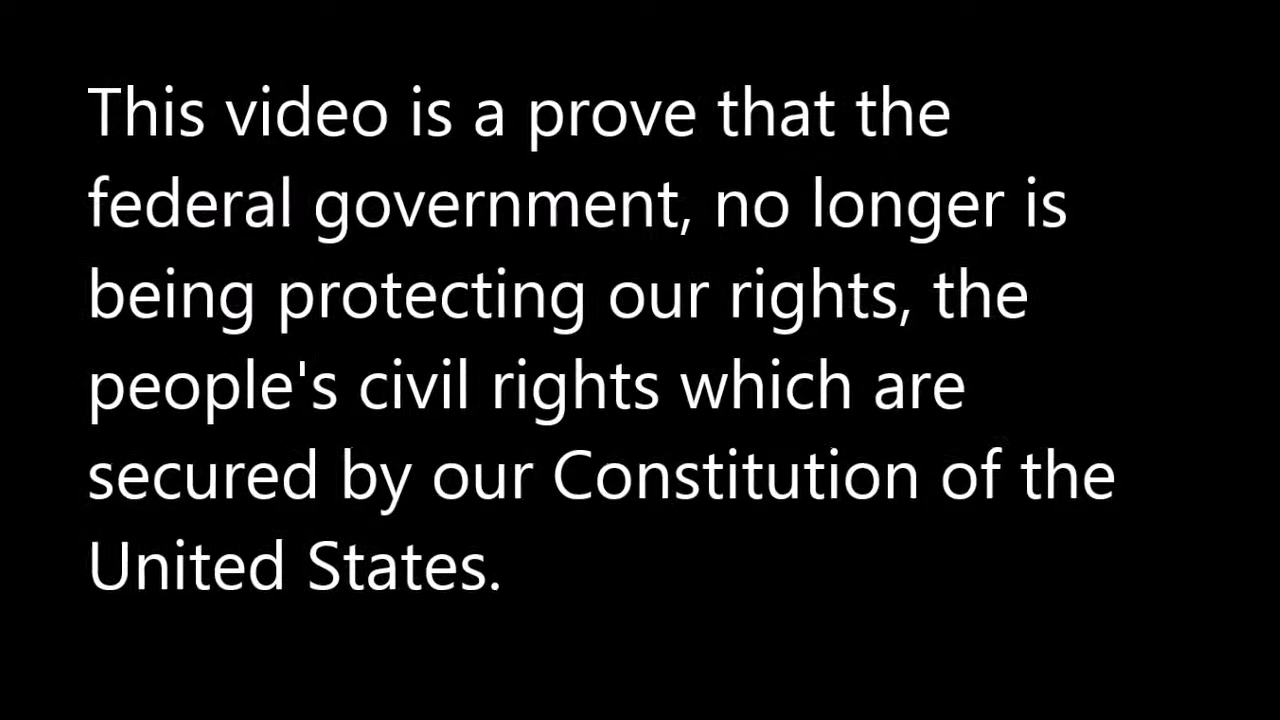 This video is a prove that the
federal government, no longer is
being protecting our rights, the
people's civil rights which are
secured by our Constitution of the
United States.